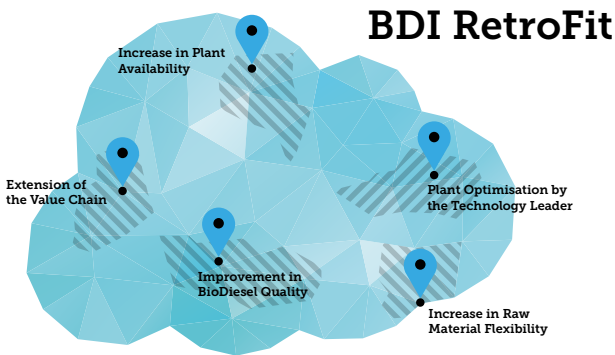 BDI RetroFit
Increase in Plant
Availability
Extension of
the Value Chain
Plant Optimisation by
the Technology Leader
Improvement in
BioDiesel Quality
Increase in Raw
Material Flexibility